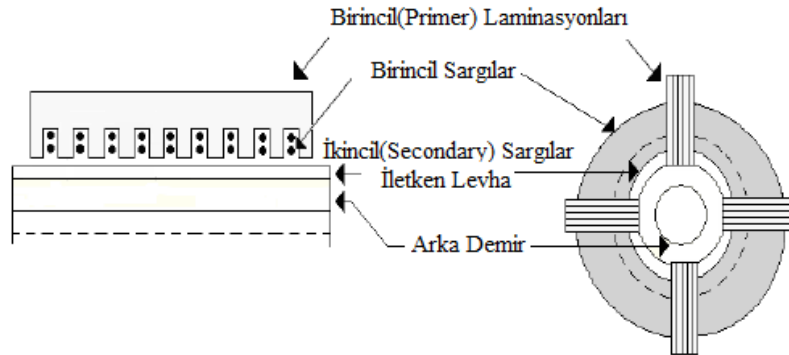 Birincil(Primer) Laminasyonları
Birincil Sargılar
İkincil(Secondary) Sargılar
İletken Levha
Arka Demir